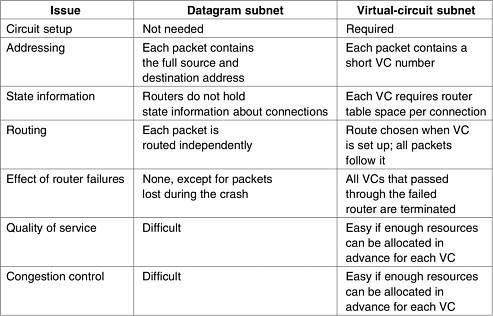 Issue Datagram subnet Virtual-circuit subnet
Circuit setup Not needed Required
Addressing Each packet contains Each packet contains a
the full source and short VC number
destination address
State information Routers do not hold Each VC requires router
state information about connections table space per connection
Routing Each packet is Route chosen when VC
routed independently is set up; all packets
follow it
Effect of router failures None, except for packets All VCs that passed
lost during the crash through the failed
router are terminated
Quality of service Difficult Easy if enough resources
can be allocated in
advance for each VC
Congestion control Difficult Easy if enough resources
can be allocated in
advance for each VC